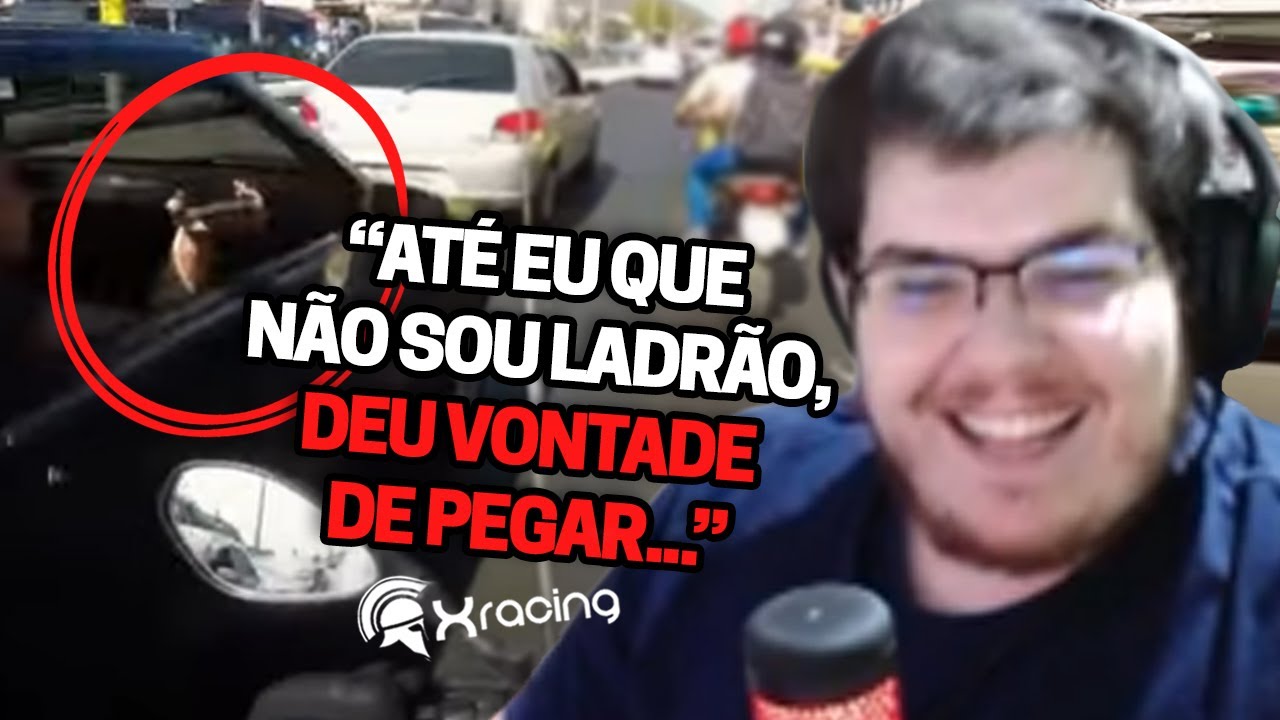 “ATÉ EU QUE
NÃO SOU LADRÃO,
DEU VONTADE
DE PEGAR...”
Xracing